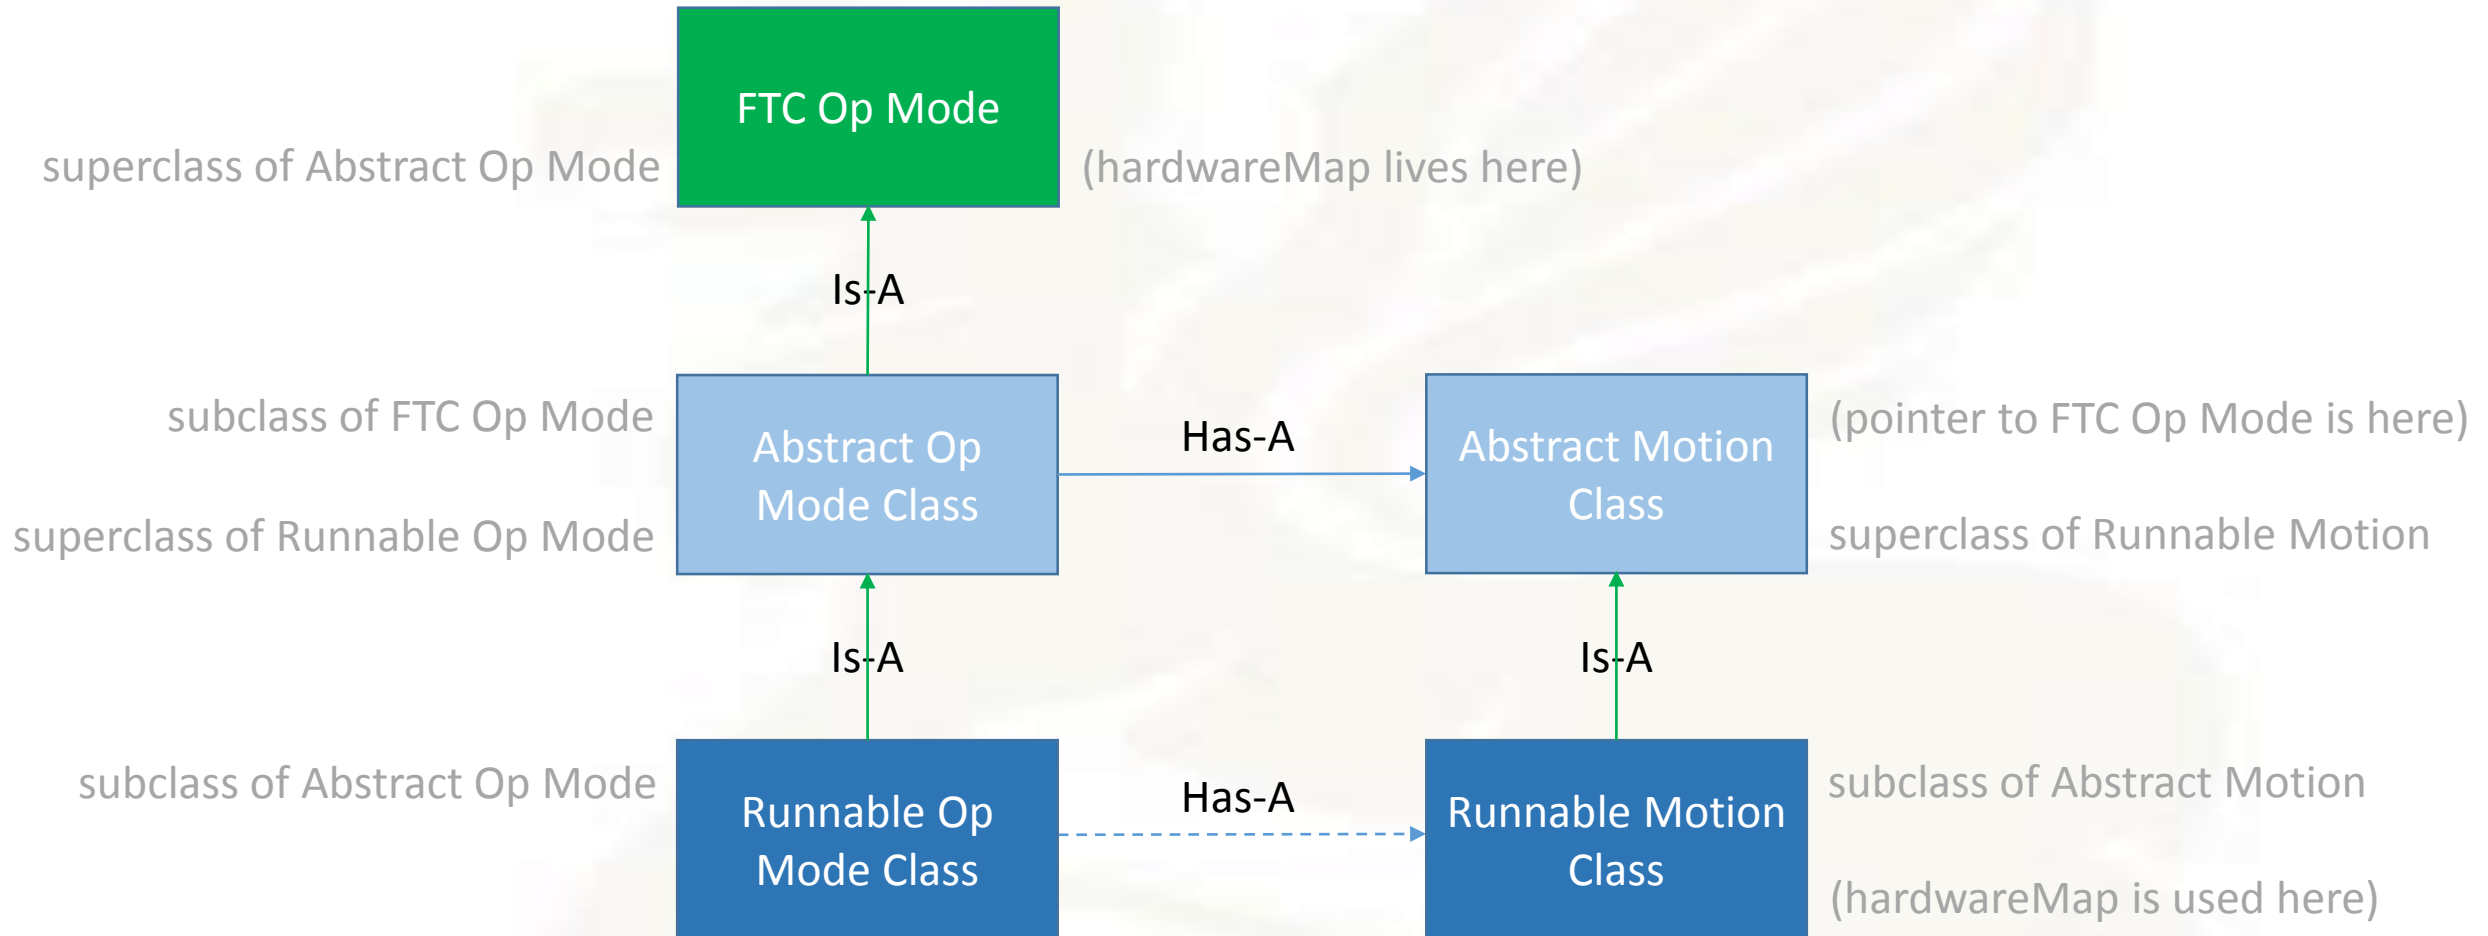 FTC Op Mode
superclass of Abstract Op Mode
(hardwareMap lives here)
Is-A
subclass of FTC Op Mode
superclass of Runnable Op Mode
Abstract Op
Mode Class
Has-A
Abstract Motion
Class
(pointer to FTC Op Mode is here)
superclass of Runnable Motion
Is-A
Is-A
subclass of Abstract Op Mode
Runnable Op
Mode Class
Has-A
Runnable Motion
Class
subclass of Abstract Motion
(hardwareMap is used here)